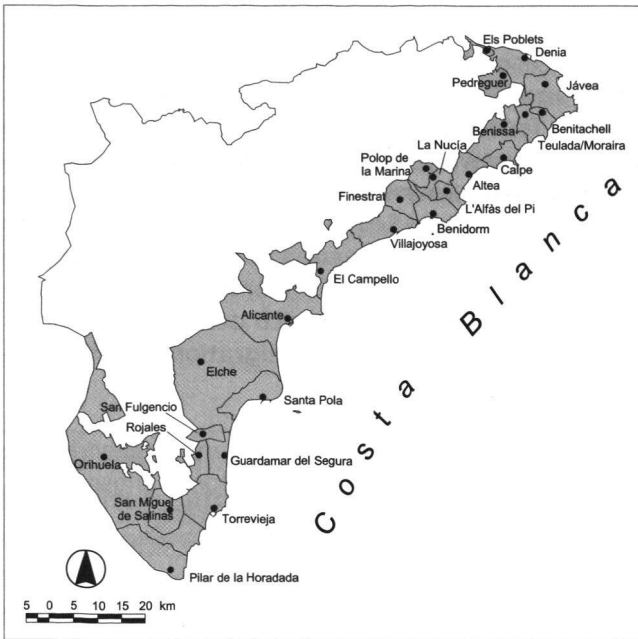 Els Poblets
Denia
Pedreguer
Jávea
Benissa
Benitachell
Teulada/Moraira
La Nucía
Polop de
la Marina
Calpe
Altea
Finestrat
L'Alfàs del Pi
Benidorm
Villajoyosa
El Campello
Alicante
Elche
Santa Pola
San Fulgencio
Rojales
Orihuela
Guardamar del Segura
San Miguel
de Salinas
Torrevieja
Pilar de la Horadada
Costa Blanca
5 0 5 10 15 20 km